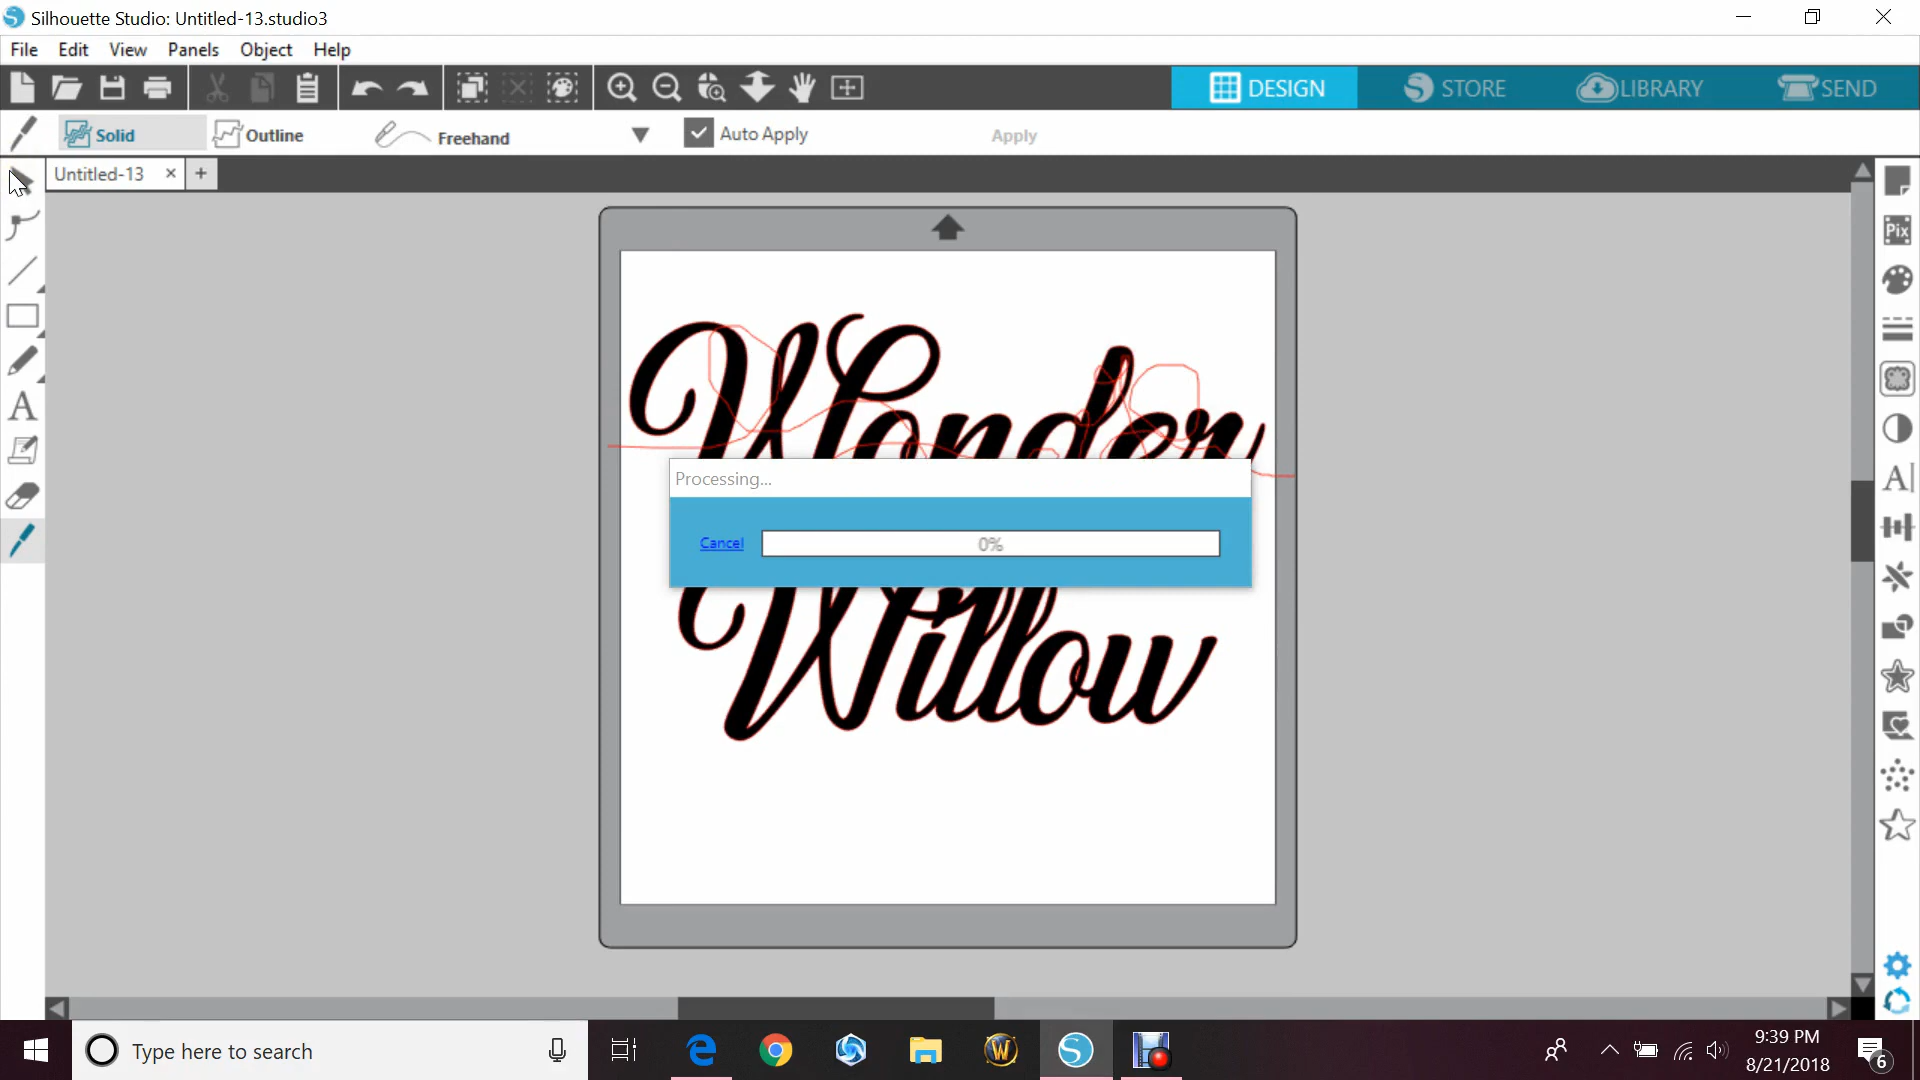 Silhouette Studio: Untitled-13.studio3
File Edit View Panels Object Help
DESIGN STORE LIBRARY SEND
Solid Outline Freehand Auto Apply Apply
Untitled-13 × +
Pix
Wonder
Processing...
Cancel 0%
Willow
Type here to search
9:39 PM
8/21/2018
6